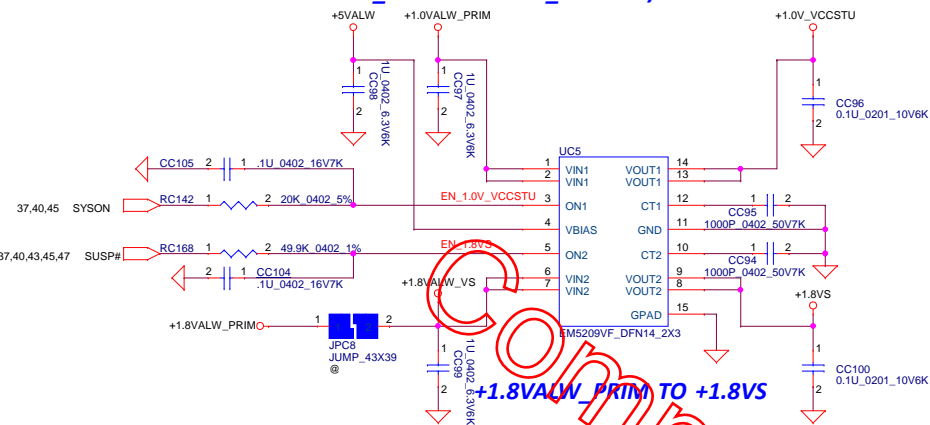 +5VALW
+1.0VALW_PRIM
+1.0V_VCCSTU
1
2
1U_0402_6.3V6K
CC98
1
2
1U_0402_6.3V6K
CC97
1
2
CC96
0.1U_0201_10V6K
UC5
CC105 2 1 .1U_0402_16V7K
1 VIN1 VOUT1 14
2 VIN1 VOUT1 13
37,40,45 SYSON RC142 1 2 20K_0402_5% EN_1.0V_VCCSTU 3 ON1 CT1 12 1 2
CC95
1000P_0402_50V7K
4 VBIAS GND 11
37,40,43,45,47 SUSP# RC168 1 2 49.9K_0402_1% EN_1.8VS 5 ON2 CT2 10 1 2
CC94
1000P_0402_50V7K
2 1 CC104
.1U_0402_16V7K
+1.8VALW_VS
6 VIN2 VOUT2 9
7 VIN2 VOUT2 8
+1.8VS
GPAD 15
EM5209VF_DFN14_2X3
+1.8VALW_PRIM 1 1 2 2
JPC8
JUMP_43X39
@
1
2
1U_0402_6.3V6K
CC99
1
2
CC100
0.1U_0201_10V6K
+1.8VALW_PRIM TO +1.8VS
Comp